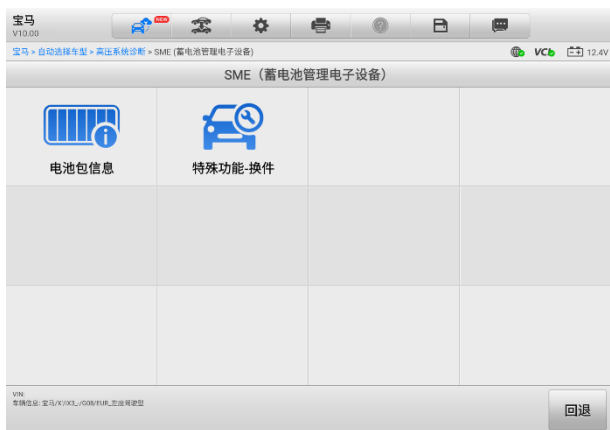 宝马
V10.00
NEW
宝马 > 自动选择车型 > 高压系统诊断 > SME (蓄电池管理电子设备)
VCI
12.4V
SME（蓄电池管理电子设备）
电池包信息
特殊功能-换件
VIN:
车辆信息: 宝马/X'/iX3_-/G08/EUR_左座驾驶型
回退